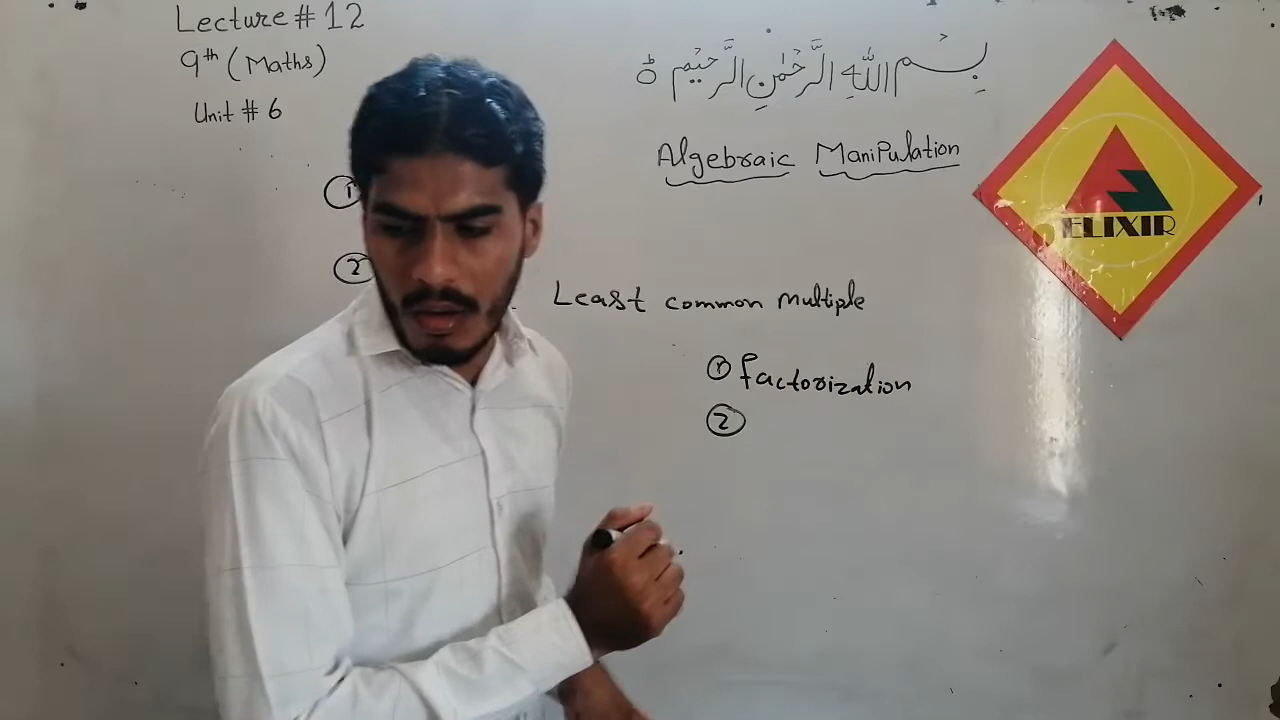 Lecture # 12
9th (Maths)
Unit # 6
بِسْمِ اللّٰهِ الرَّحْمٰنِ الرَّحِيْمِ ة
Algebraic ManiPulation
ELIXIR
①
②
Least common multiple
① factorization
②